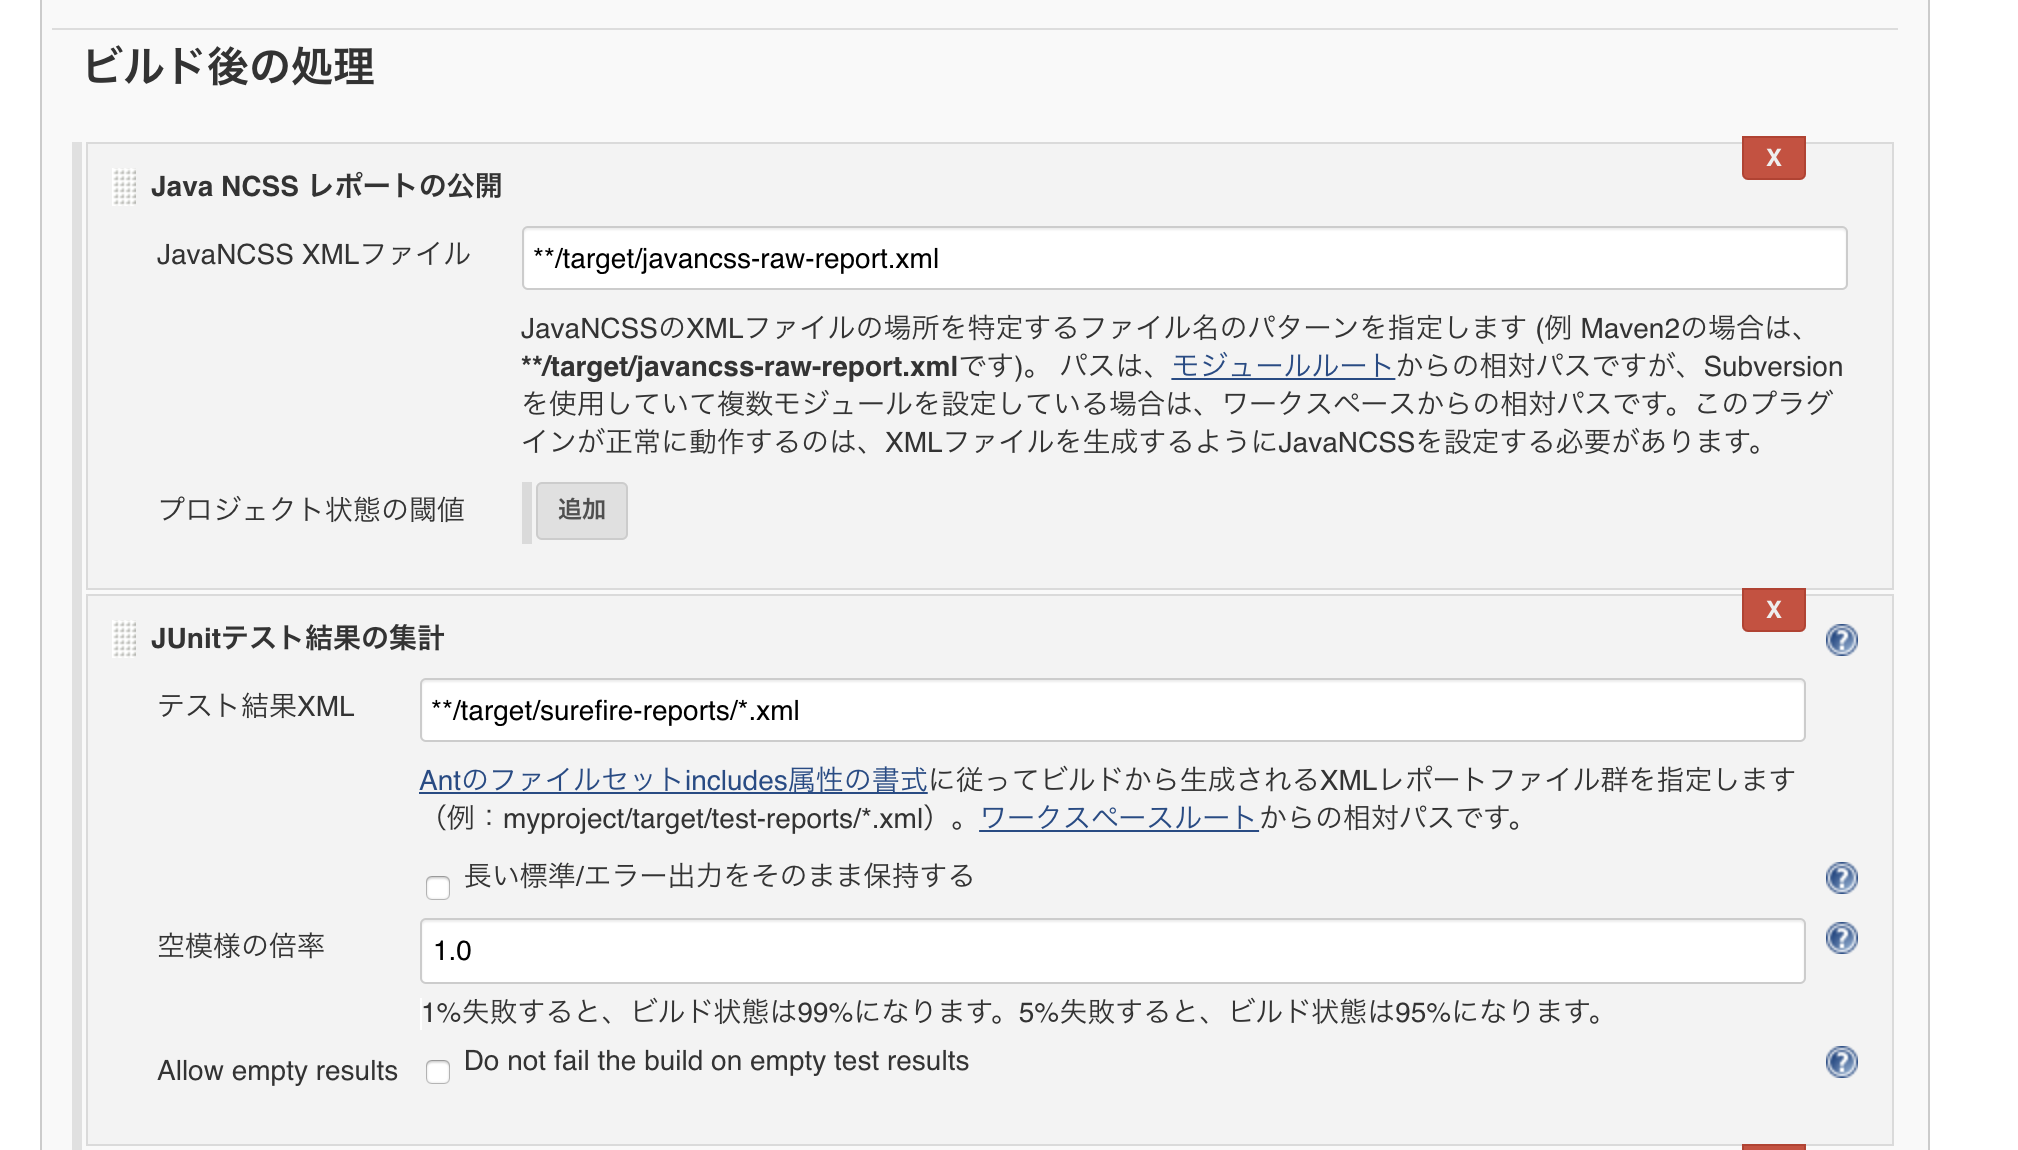 ビルド後の処理
X
Java NCSS レポートの公開
JavaNCSS XMLファイル
**/target/javancss-raw-report.xml
JavaNCSSのXMLファイルの場所を特定するファイル名のパターンを指定します (例 Maven2の場合は、
**/target/javancss-raw-report.xmlです)。 パスは、モジュールルートからの相対パスですが、Subversion
を使用していて複数モジュールを設定している場合は、ワークスペースからの相対パスです。このプラグ
インが正常に動作するのは、XMLファイルを生成するようにJavaNCSSを設定する必要があります。
プロジェクト状態の閾値
追加
X
JUnitテスト結果の集計
?
テスト結果XML
**/target/surefire-reports/*.xml
Antのファイルセットincludes属性の書式に従ってビルドから生成されるXMLレポートファイル群を指定します
（例：myproject/target/test-reports/*.xml）。ワークスペースルートからの相対パスです。
長い標準/エラー出力をそのまま保持する
?
空模様の倍率
1.0
?
1%失敗すると、ビルド状態は99%になります。5%失敗すると、ビルド状態は95%になります。
Allow empty results
Do not fail the build on empty test results
?